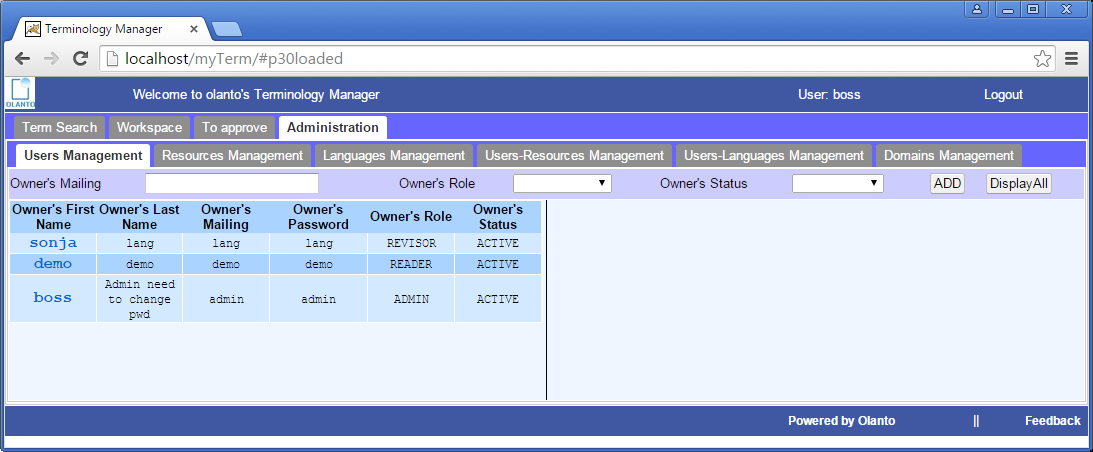 Terminology Manager
localhost/myTerm/#p30loaded
OLANTO
Welcome to olanto's Terminology Manager User: boss Logout
Term Search Workspace To approve Administration
Users Management Resources Management Languages Management Users-Resources Management Users-Languages Management Domains Management
Owner's Mailing Owner's Role Owner's Status ADD DisplayAll
Owner's First Name Owner's Last Name Owner's Mailing Owner's Password Owner's Role Owner's Status
sonja lang lang lang REVISOR ACTIVE
demo demo demo demo READER ACTIVE
boss Admin need to change pwd admin admin ADMIN ACTIVE
Powered by Olanto || Feedback